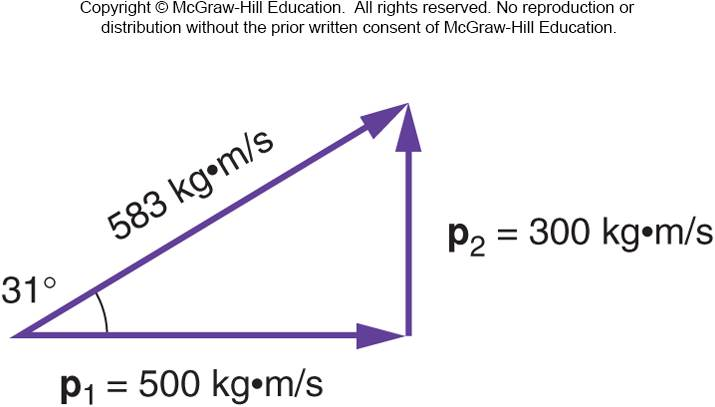 Copyright © McGraw-Hill Education.  All rights reserved. No reproduction or
distribution without the prior written consent of McGraw-Hill Education.
583 kg•m/s
p₂ = 300 kg•m/s
31°
p₁ = 500 kg•m/s